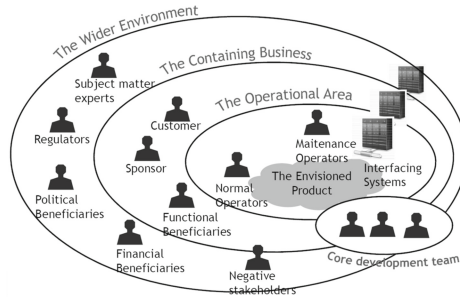 The Wider Environment
The Containing Business
The Operational Area
Subject matter
experts
Customer
Regulators
Sponsor
Maitenance
Operators
Interfacing
Systems
The Envisioned
Product
Normal
Operators
Political
Beneficiaries
Functional
Beneficiaries
Financial
Beneficiaries
Negative
stakeholders
Core development team